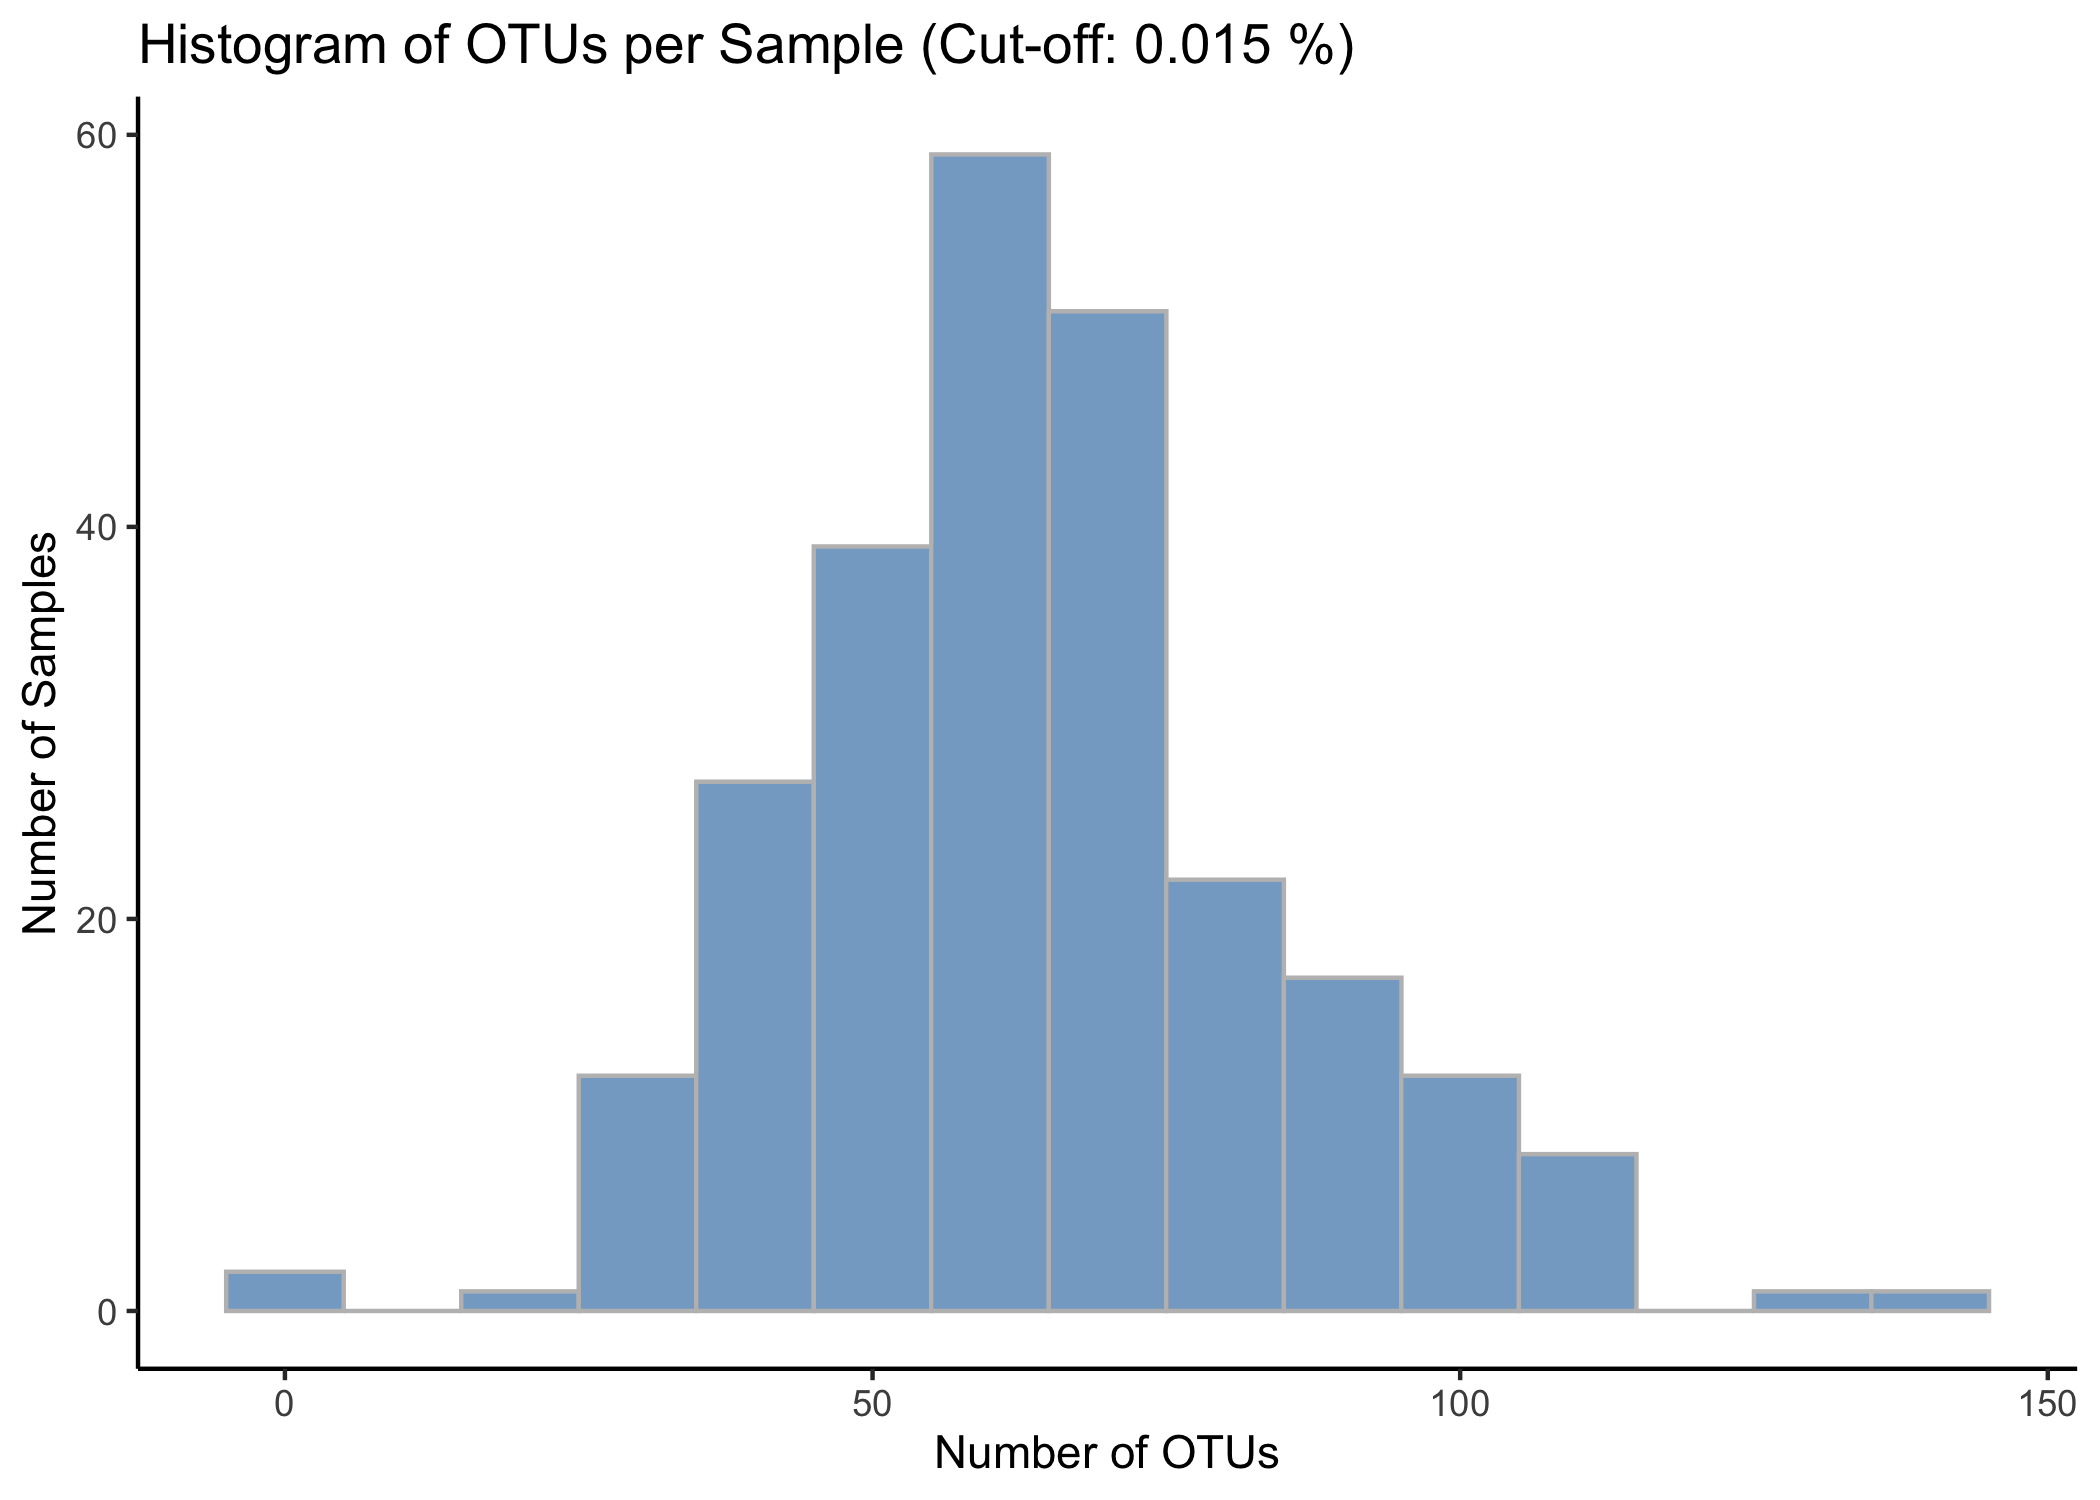 Histogram of OTUs per Sample (Cut-off: 0.015 %)
60
40
20
0
Number of Samples
0 50 100 150
Number of OTUs